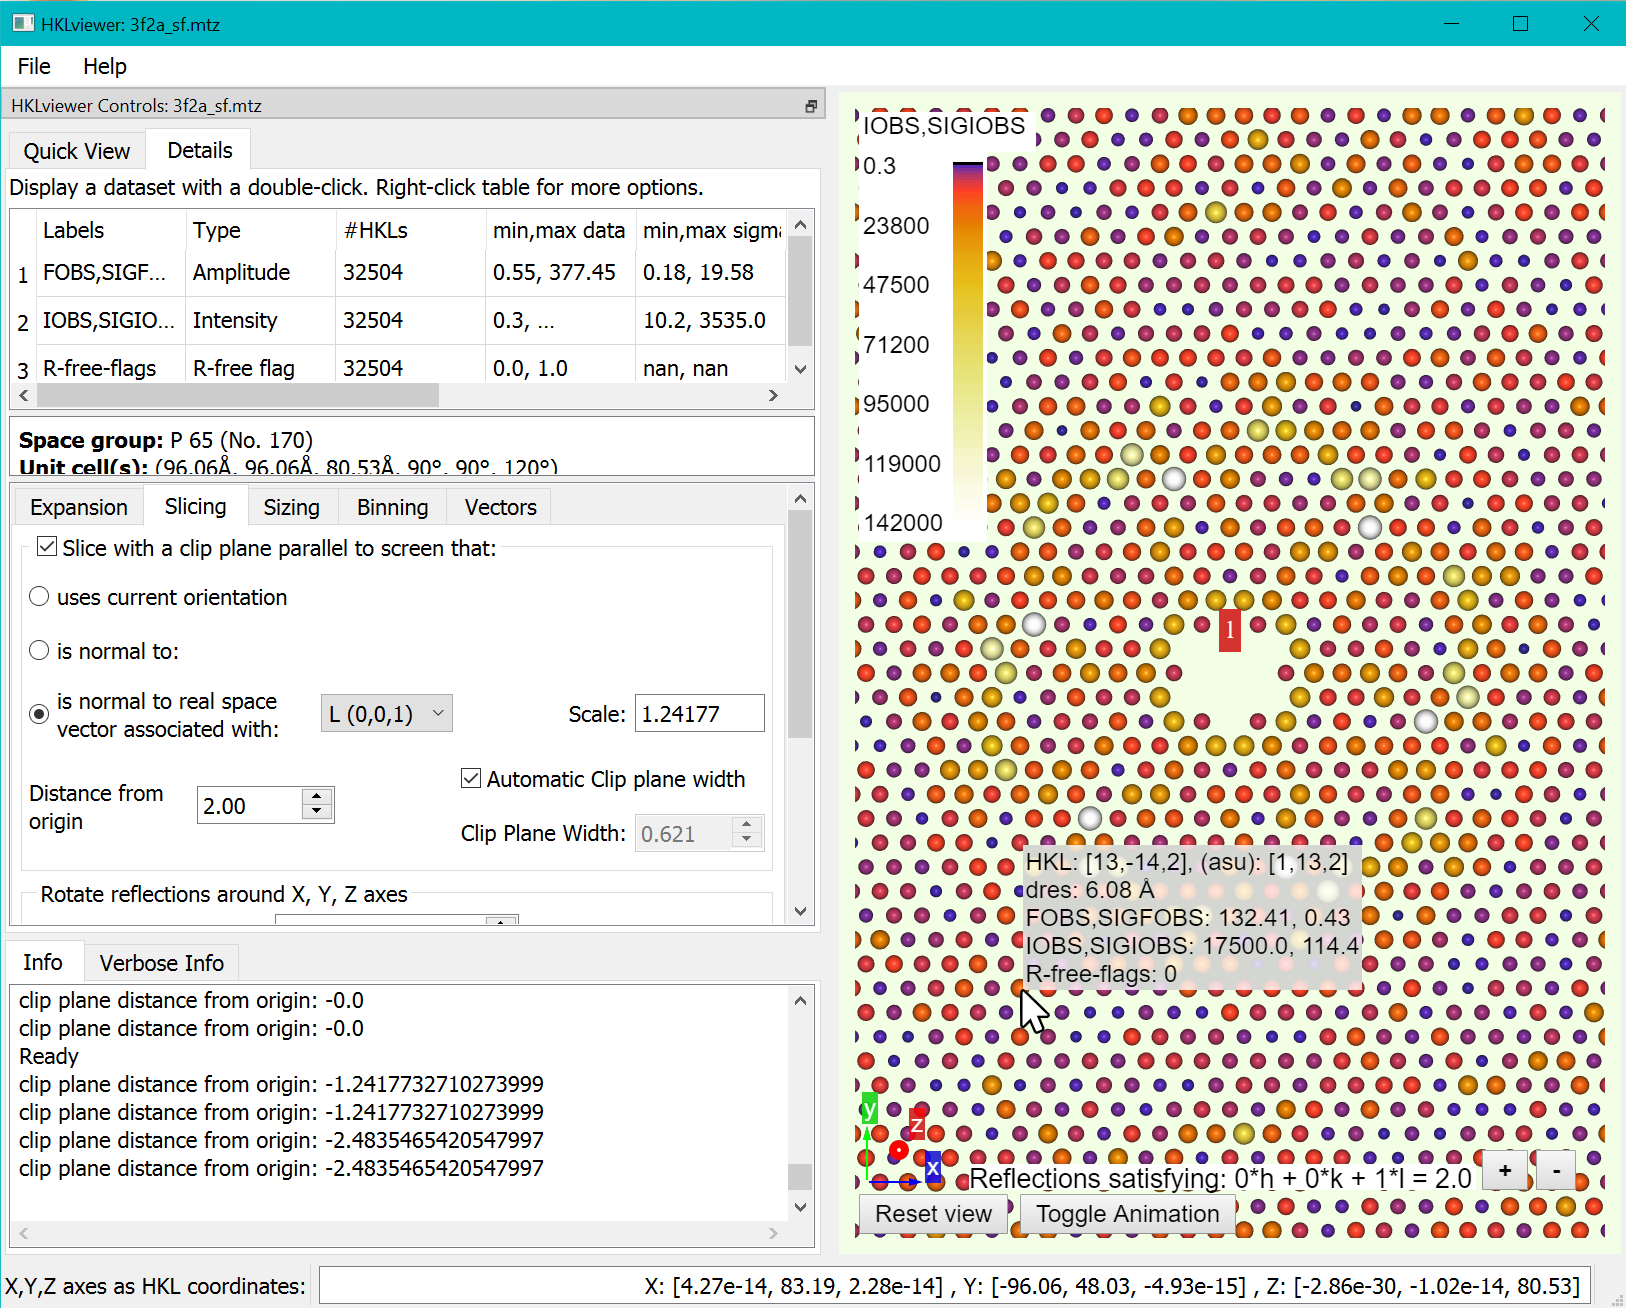 HKLviewer: 3f2a_sf.mtz
File Help
HKLviewer Controls: 3f2a_sf.mtz
Quick View Details
Display a dataset with a double-click. Right-click table for more options.
Labels Type #HKLs min,max data min,max sigma
1 FOBS,SIGF... Amplitude 32504 0.55, 377.45 0.18, 19.58
2 IOBS,SIGIO... Intensity 32504 0.3, ... 10.2, 3535.0
3 R-free-flags R-free flag 32504 0.0, 1.0 nan, nan
Space group: P 65 (No. 170)
Unit cell(s): (96.06Å, 96.06Å, 80.53Å, 90°, 90°, 120°)
Expansion Slicing Sizing Binning Vectors
Slice with a clip plane parallel to screen that:
uses current orientation
is normal to:
is normal to real space
vector associated with:
L (0,0,1)
Scale: 1.24177
Distance from
origin
2.00
Automatic Clip plane width
Clip Plane Width: 0.621
Rotate reflections around X, Y, Z axes
Info Verbose Info
clip plane distance from origin: -0.0
clip plane distance from origin: -0.0
Ready
clip plane distance from origin: -1.2417732710273999
clip plane distance from origin: -1.2417732710273999
clip plane distance from origin: -2.4835465420547997
clip plane distance from origin: -2.4835465420547997
IOBS,SIGIOBS
0.3
23800
47500
71200
95000
119000
142000
l
HKL: [13,-14,2], (asu): [1,13,2]
dres: 6.08 Å
FOBS,SIGFOBS: 132.41, 0.43
IOBS,SIGIOBS: 17500.0, 114.4
R-free-flags: 0
y
z
x
Reflections satisfying: 0*h + 0*k + 1*l = 2.0 + -
Reset view Toggle Animation
X,Y,Z axes as HKL coordinates: X: [4.27e-14, 83.19, 2.28e-14] , Y: [-96.06, 48.03, -4.93e-15] , Z: [-2.86e-30, -1.02e-14, 80.53]